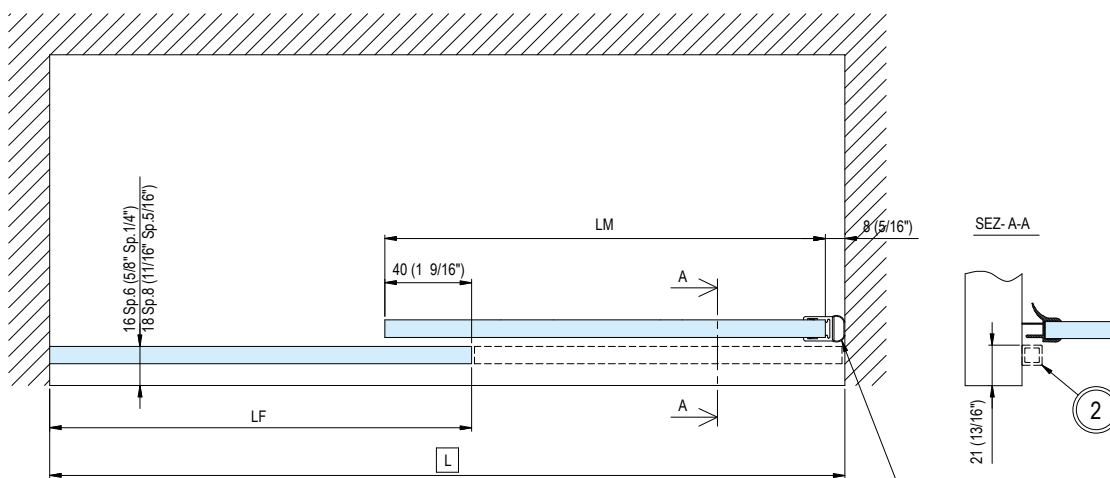 LM
8 (5/16")
SEZ- A-A
40 (1 9/16")
A
16 Sp.6 (5/8" Sp.1/4")
18 Sp.8 (11/16" Sp.5/16")
A
LF
L
21 (13/16")
2